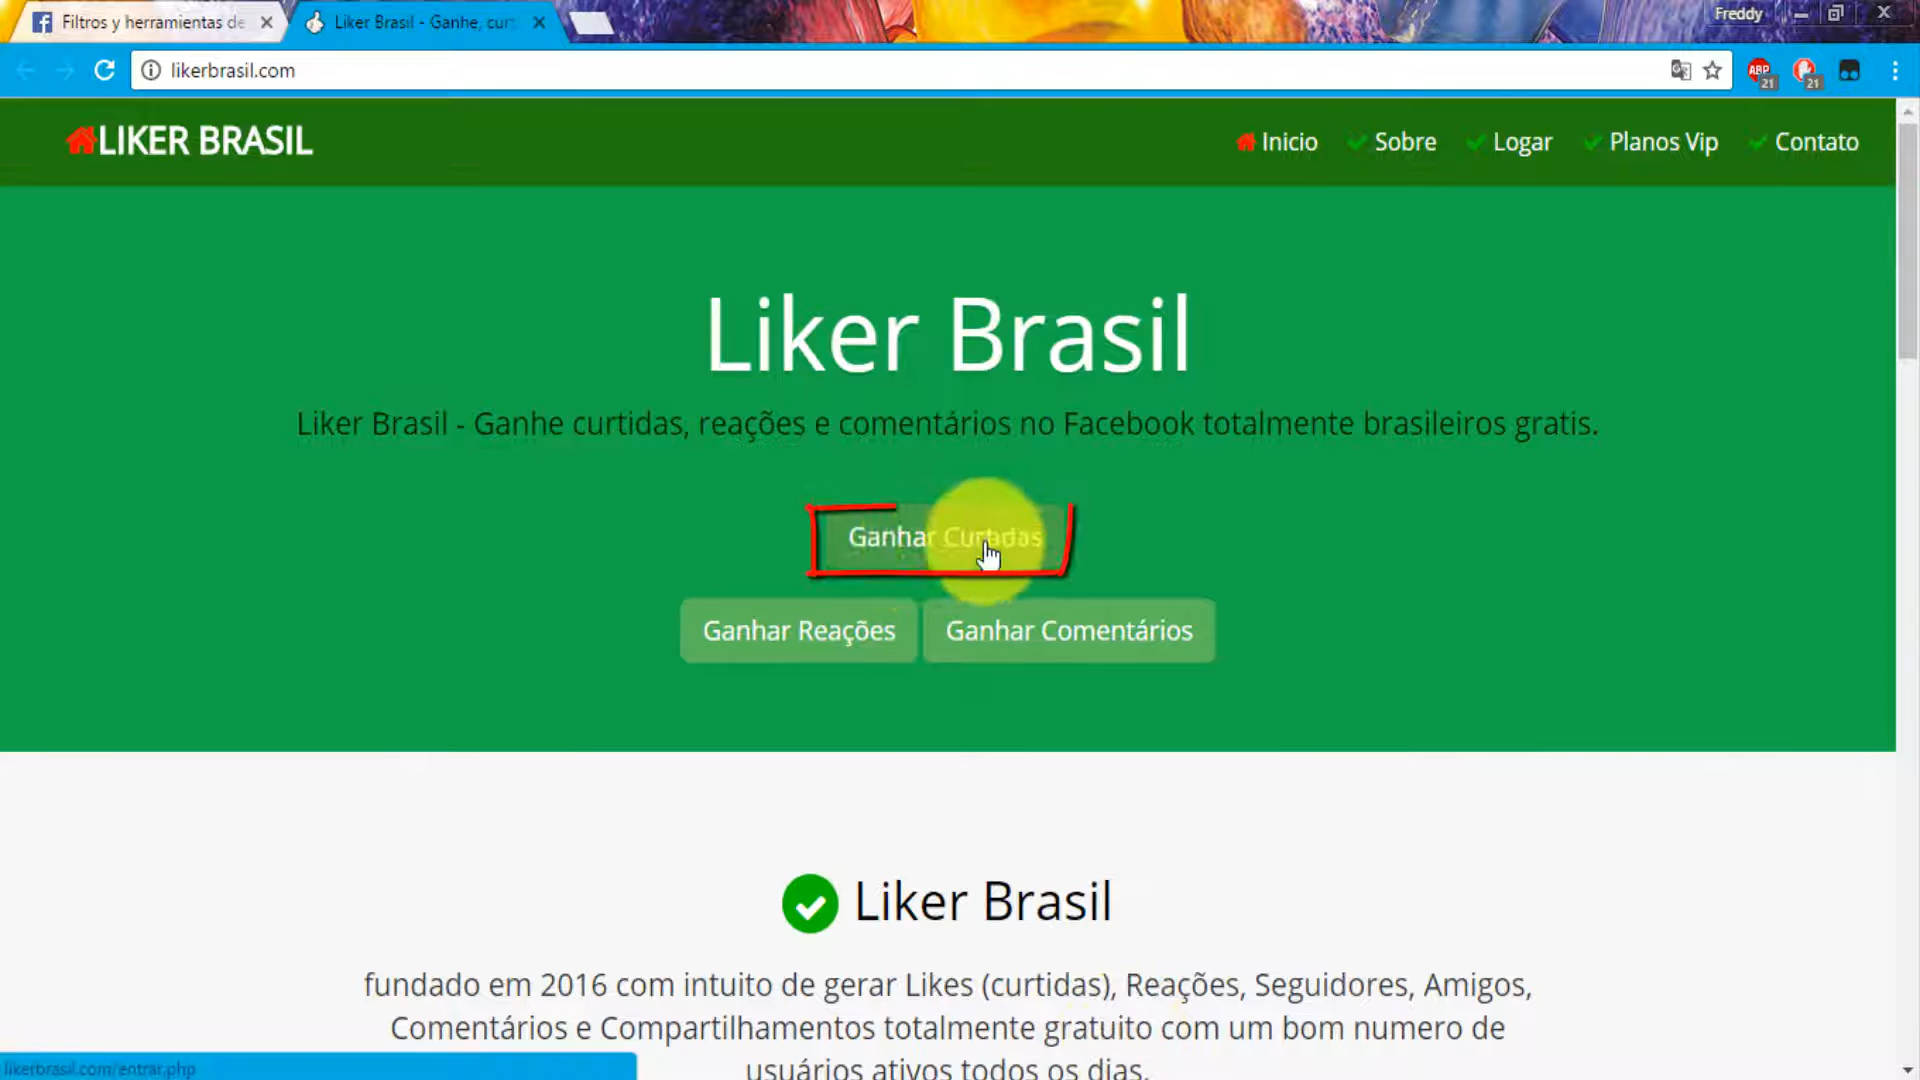 Filtros y herramientas de
Liker Brasil - Ganhe, curt
Freddy
likerbrasil.com
ABP
21
21
LIKER BRASIL
Inicio
Sobre
Logar
Planos Vip
Contato
Liker Brasil
Liker Brasil - Ganhe curtidas, reações e comentários no Facebook totalmente brasileiros gratis.
Ganhar Curtidas
Ganhar Reações
Ganhar Comentários
Liker Brasil
fundado em 2016 com intuito de gerar Likes (curtidas), Reações, Seguidores, Amigos,
Comentários e Compartilhamentos totalmente gratuito com um bom numero de
usuários ativos todos os dias.
likerbrasil.com/entrar.php